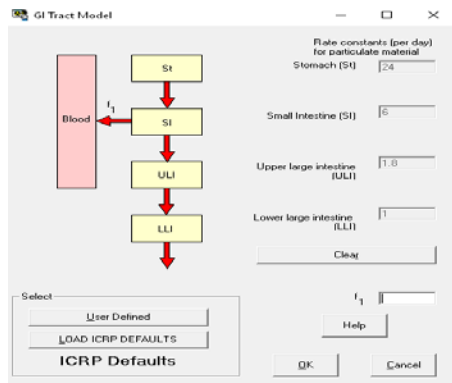 GI Tract Model
Rate constants (per day)
for particulate material
Stomach (St)
24
St
Blood
f1
SI
Small Intestine (SI)
6
ULI
Upper large intestine
(ULI)
1.8
LLI
Lower large intestine
(LLI)
1
Clear
f1
Select
User Defined
Help
LOAD ICRP DEFAULTS
ICRP Defaults
OK
Cancel